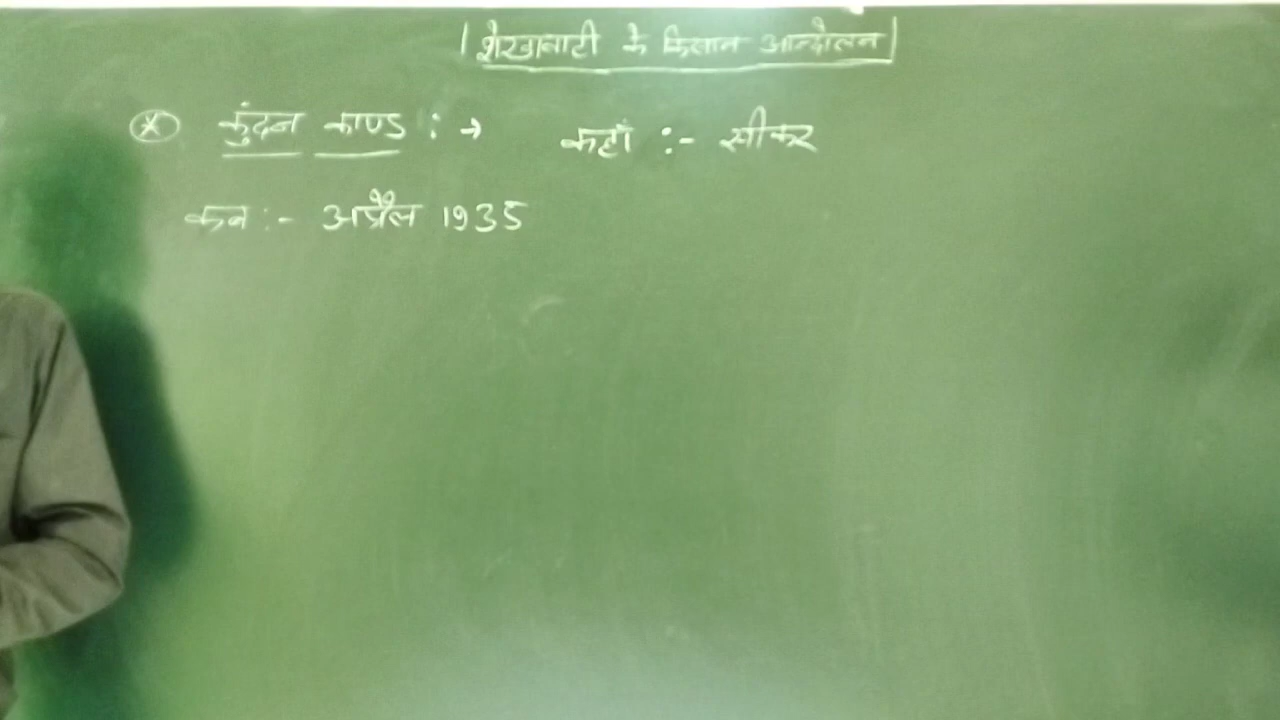 |शेखावाटी के किसान आन्दोलन|
* कुंदन काण्ड :→ कहाँ :- सीकर
कब :- अप्रैल 1935